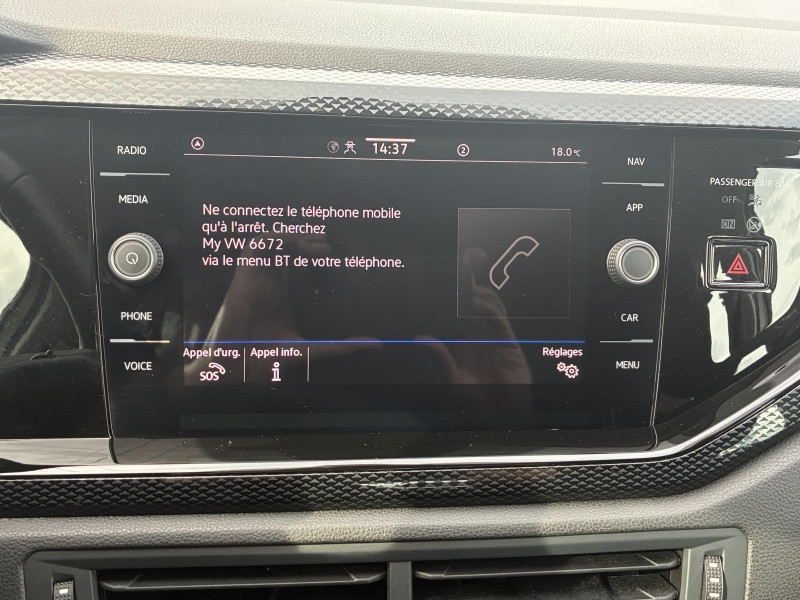 RADIO
MEDIA
PHONE
VOICE
14:37
2
18.0°C
Ne connectez le téléphone mobile
qu'à l'arrêt. Cherchez
My VW 6672
via le menu BT de votre téléphone.
Appel d'urg.
SOS
Appel info.
Réglages
NAV
APP
CAR
MENU
PASSENGER AIR
OFF
ON